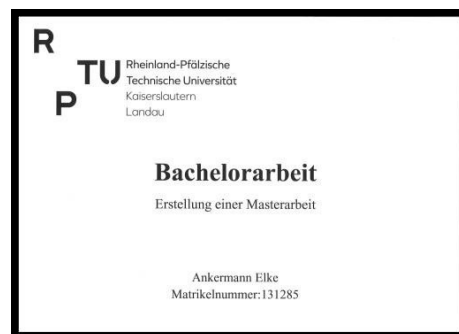 R
TU
P
Rheinland-Pfälzische
Technische Universität
Kaiserslautern
Landau
Bachelorarbeit
Erstellung einer Masterarbeit
Ankermann Elke
Matrikelnummer:131285